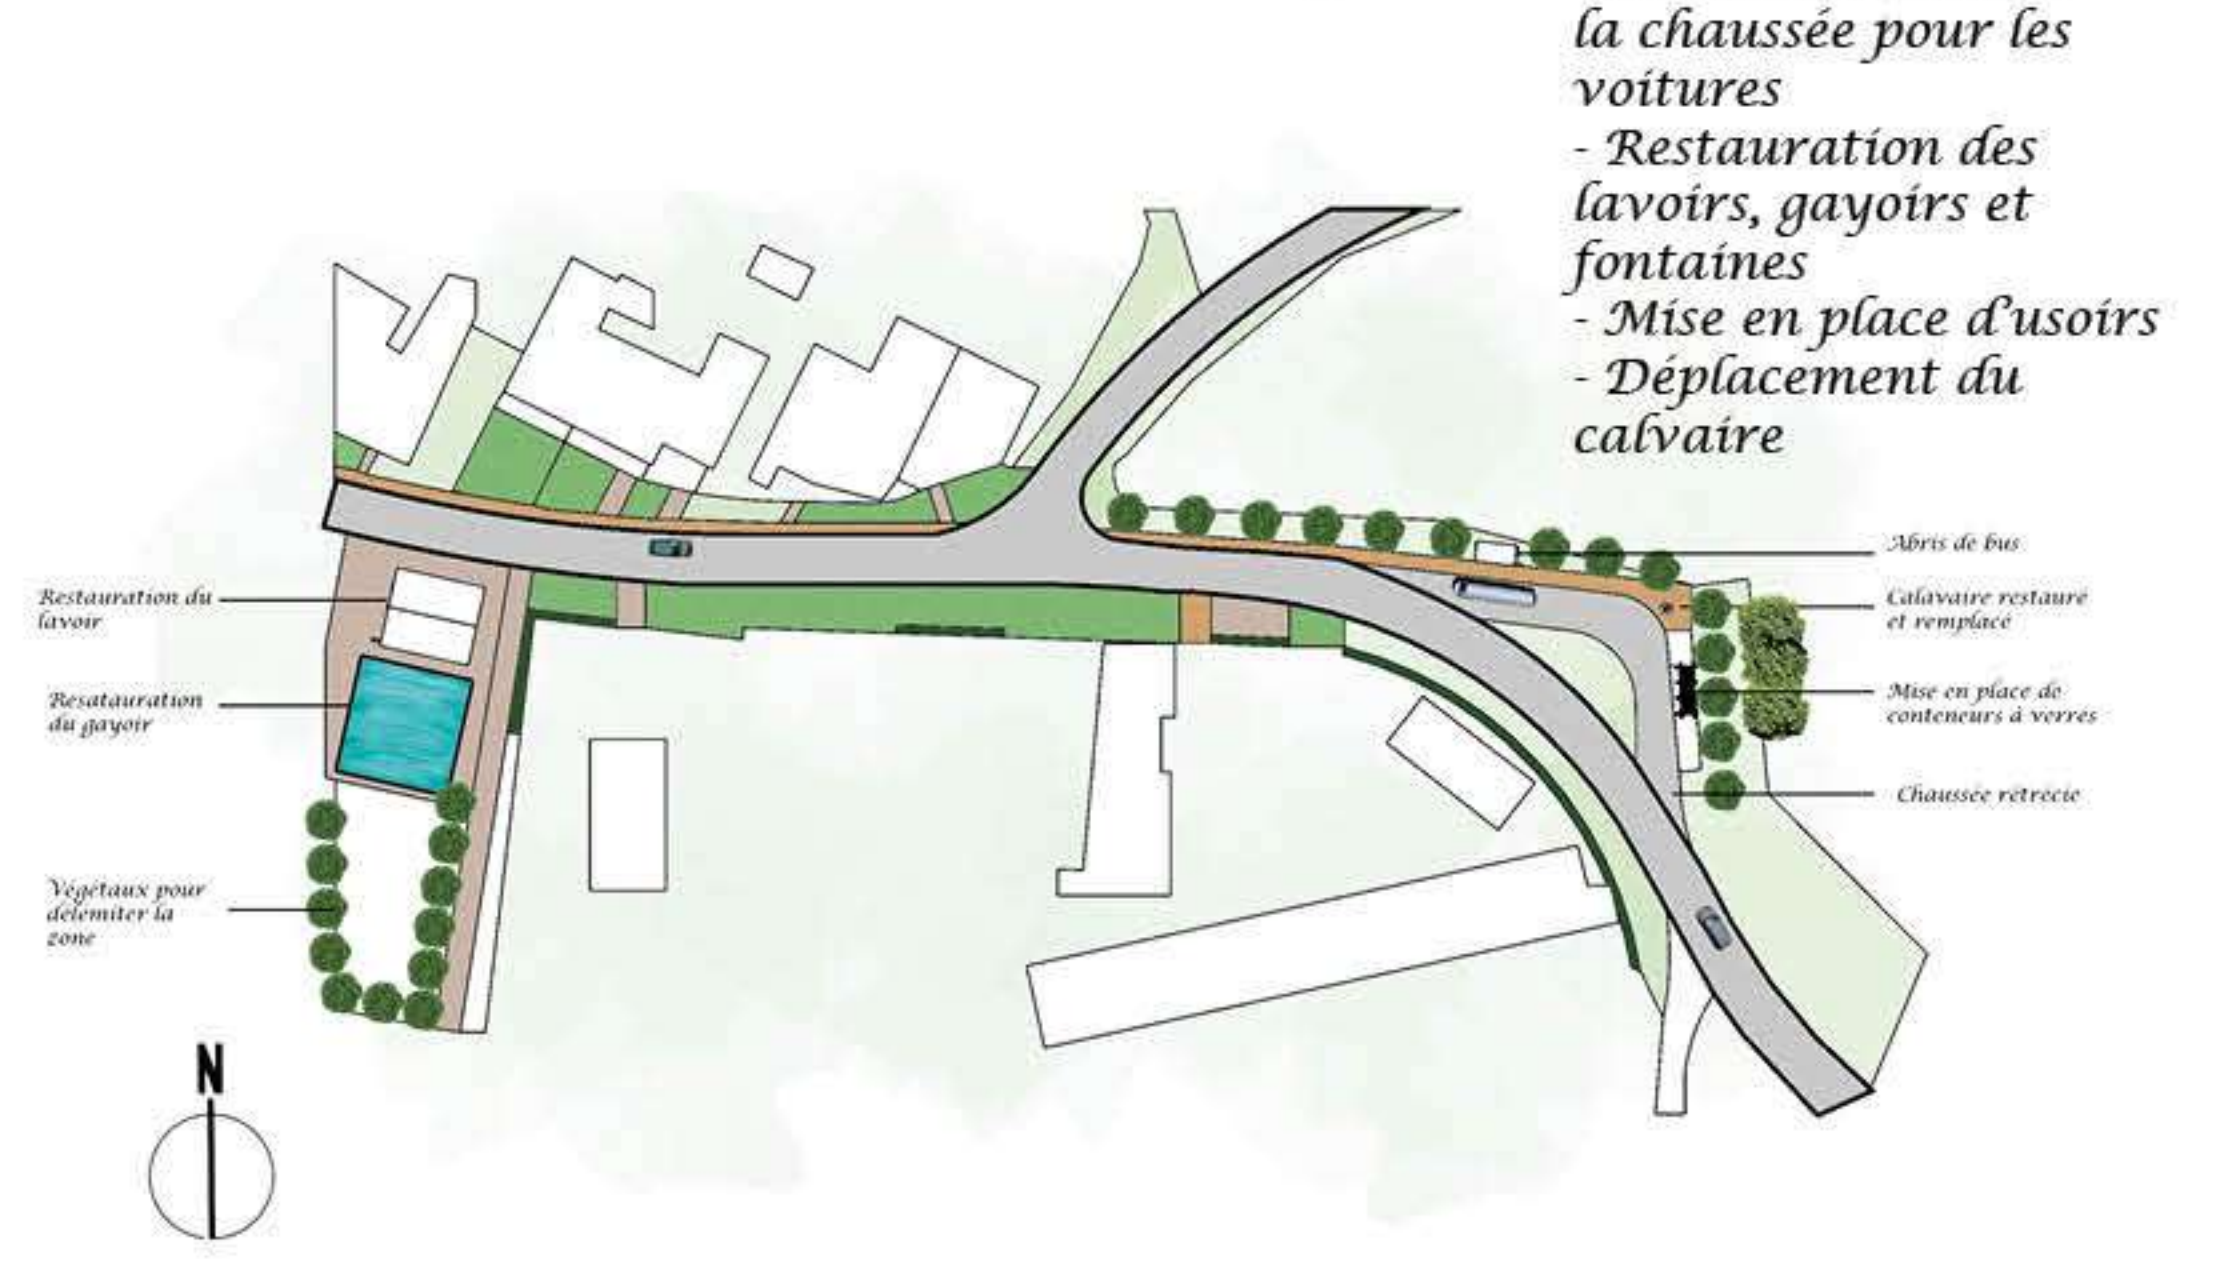 la chaussée pour les
voitures
- Restauration des
lavoirs, gayoirs et
fontaines
- Mise en place d'usoirs
- Déplacement du
calvaire
Abris de bus
Calavaire restauré
et remplacé
Mise en place de
conteneurs à verres
Chaussée rétrécie
Restauration du
lavoir
Resatauration
du gayoir
Végétaux pour
délémiter la
zone
N